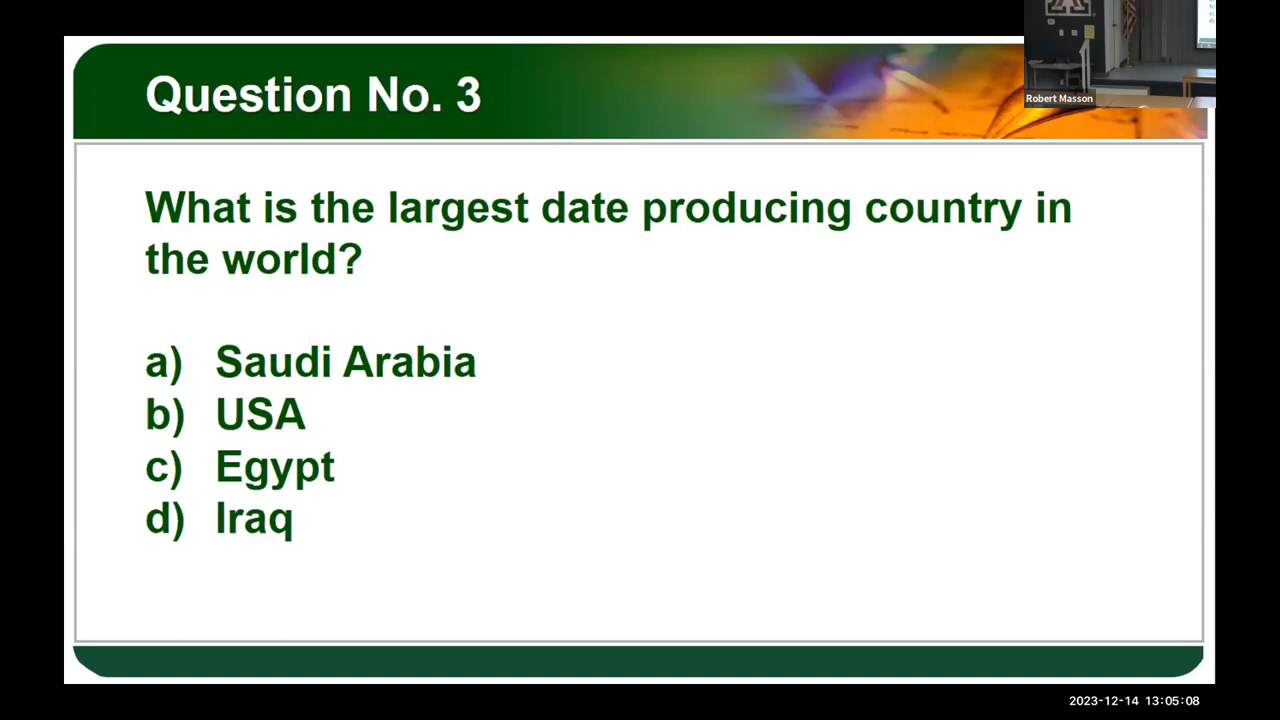 Question No. 3
Robert Masson
What is the largest date producing country in
the world?
a) Saudi Arabia
b) USA
c) Egypt
d) Iraq
2023-12-14 13:05:08